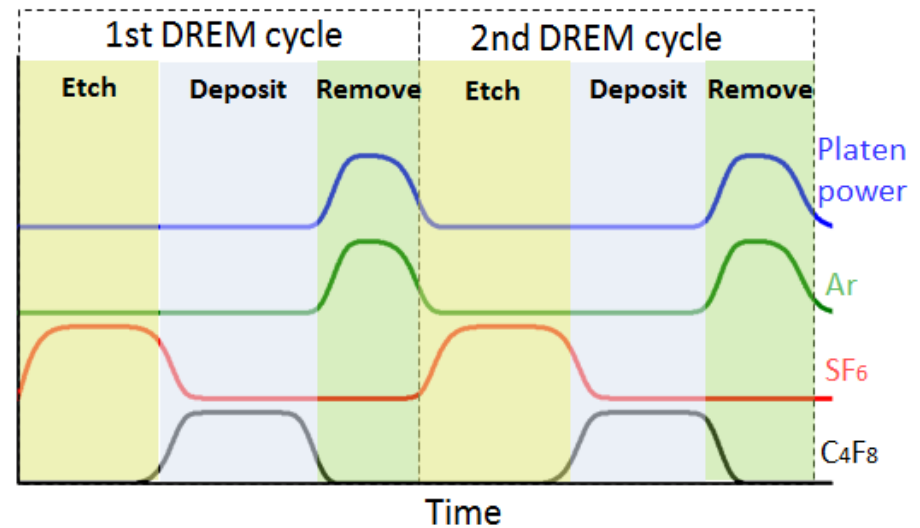 1st DREM cycle
2nd DREM cycle
Etch
Deposit
Remove
Etch
Deposit
Remove
Platen
power
Ar
SF6
C4F8
Time